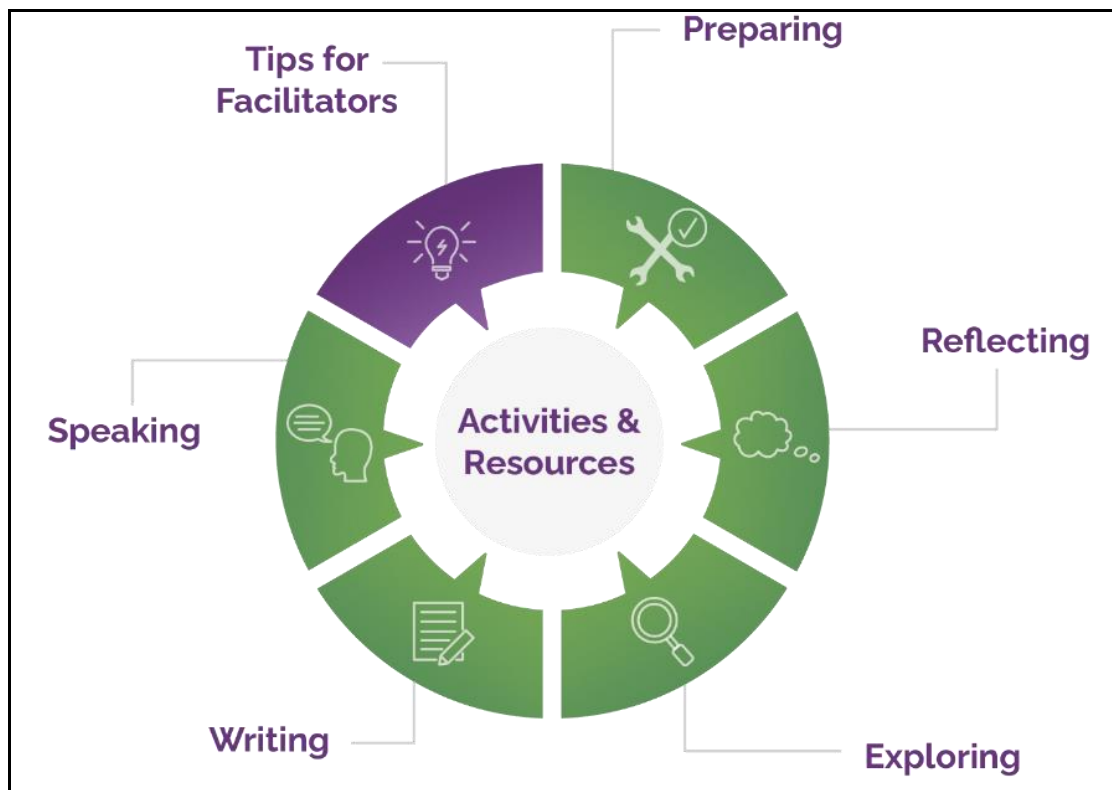 Preparing
Tips for
Facilitators
Reflecting
Activities &
Resources
Speaking
Writing
Exploring